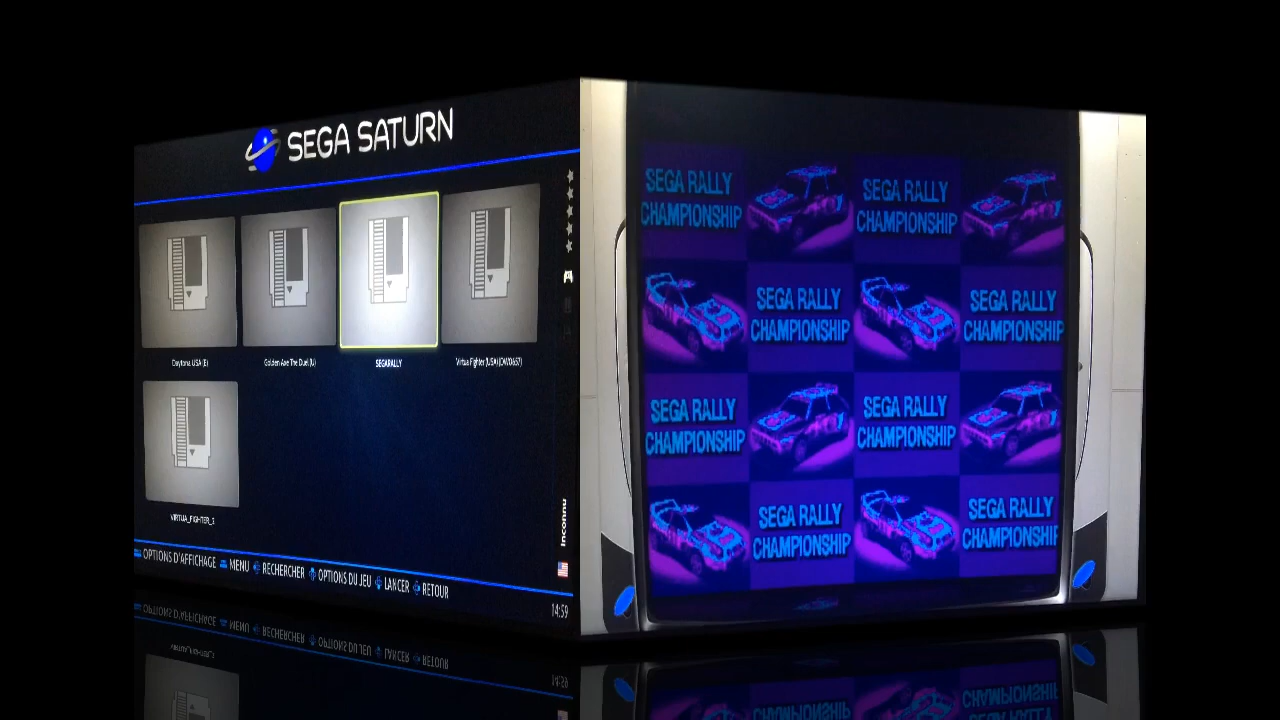 SEGA SATURN
Daytona USA (E)
Golden Axe The Duel (U)
SEGARALLY
Virtua Fighter (USA) (OW0657)
VIRTUA_FIGHTER_2
Inconnu
OPTIONS D'AFFICHAGE MENU RECHERCHER OPTIONS DU JEU LANCER RETOUR
14:59
SEGA RALLY
CHAMPIONSHIP
SEGA RALLY
CHAMPIONSHIP
SEGA RALLY
CHAMPIONSHIP
SEGA RALLY
CHAMPIONSHIP
SEGA RALLY
CHAMPIONSHIP
SEGA RALLY
CHAMPIONSHIP
SEGA RALLY
CHAMPIONSHIP
SEGA RALLY
CHAMPIONSHIP